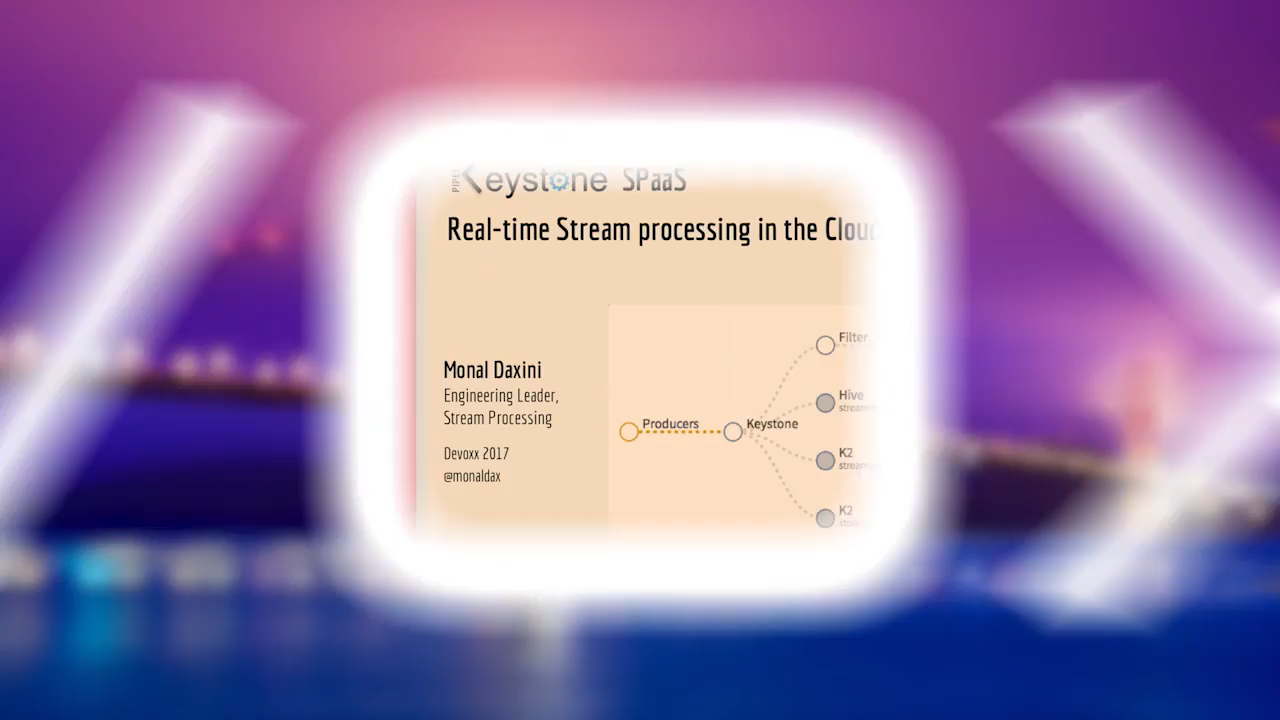 Keystone SPaaS
Real-time Stream processing in the Cloud
Monal Daxini
Engineering Leader,
Stream Processing
Devoxx 2017
@monaldax
Producers
Keystone
Filter
Hive
K2
K2